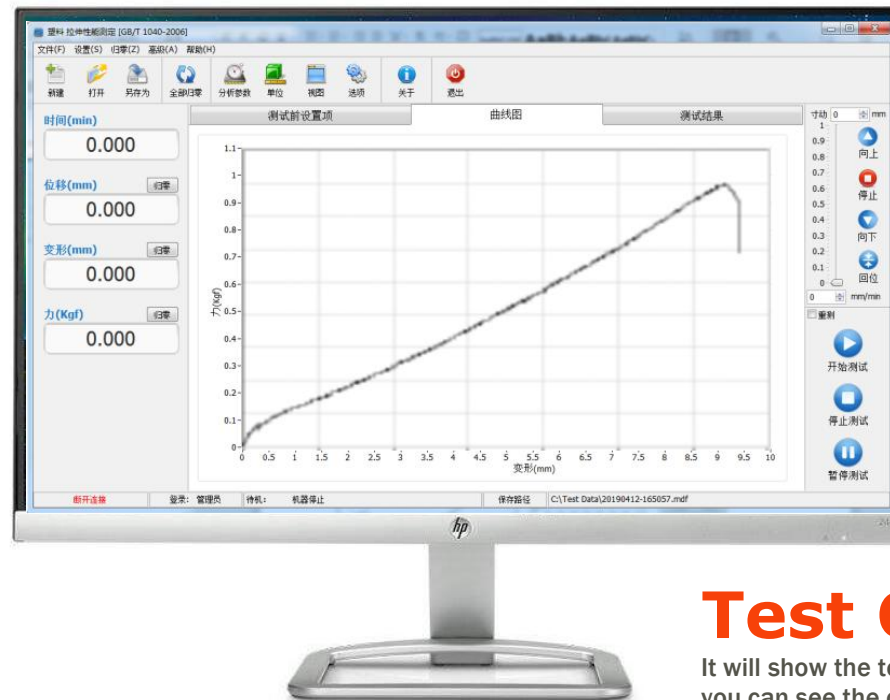 塑料 拉伸性能测定 [GB/T 1040-2006]
文件(F) 设置(S) 归零(Z) 高级(A) 帮助(H)
新建 打开 另存为 全部归零 分析参数 单位 视图 选项 关于 退出
测试前设置项 曲线图 测试结果
时间(min)
0.000
位移(mm) 归零
0.000
变形(mm) 归零
0.000
力(Kgf) 归零
0.000
1.1
1
0.9
0.8
0.7
0.6
0.5
0.4
0.3
0.2
0.1
0
力(Kgf)
0 0.5 1 1.5 2 2.5 3 3.5 4 4.5 5 5.5 6 6.5 7 7.5 8 8.5 9 9.5 10
变形(mm)
寸动 0 mm
1
0.9
0.8
0.7
0.6
0.5
0.4
0.3
0.2
0.1
0
向上
停止
向下
回位
0 mm/min
重刷
开始测试
停止测试
暂停测试
断开连接 登录: 管理员 待机: 机器停止 保存路径 C:\Test Data\20190412-165057.mdf
hp
24
Test
It will show the
you can see the